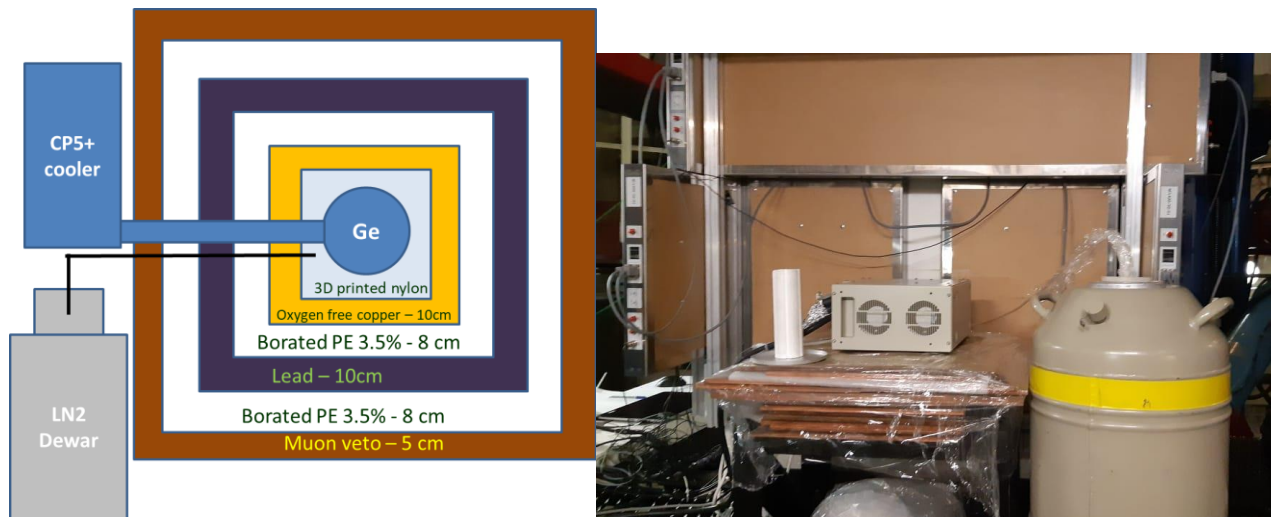 CP5+
cooler
Ge
3D printed nylon
Oxygen free copper – 10cm
Borated PE 3.5% - 8 cm
Lead – 10cm
LN2
Dewar
Borated PE 3.5% - 8 cm
Muon veto – 5 cm